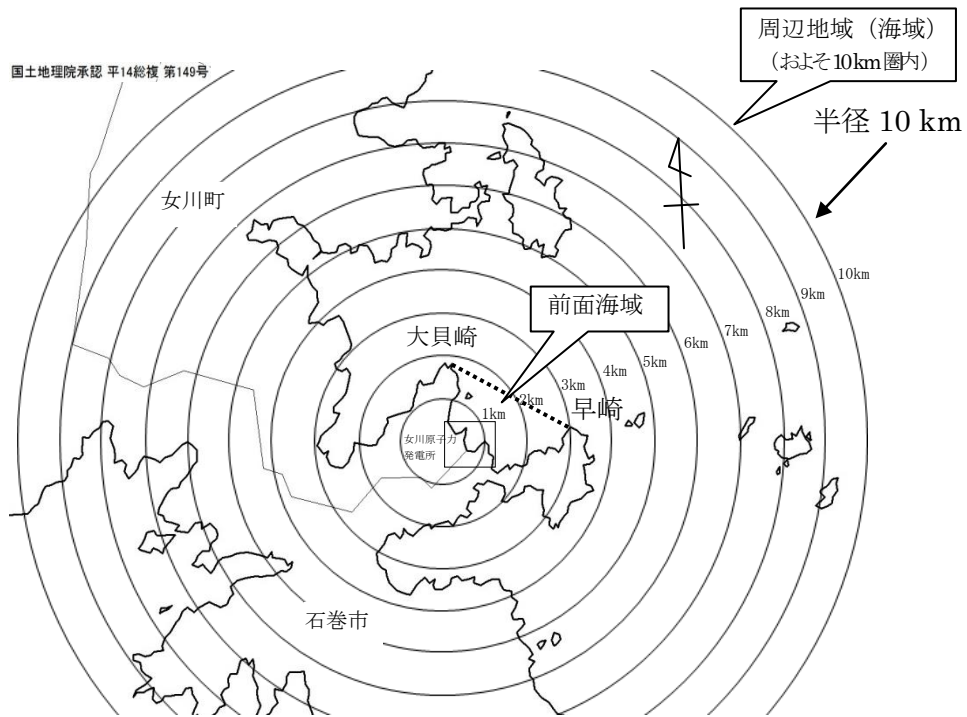 周辺地域（海域）
（およそ10km圏内）
国土地理院承認 平14総複 第149号
半径 10 km
女川町
10km
9km
8km
7km
6km
5km
4km
3km
2km
1km
前面海域
大貝崎
早崎
女川原子力
発電所
石巻市